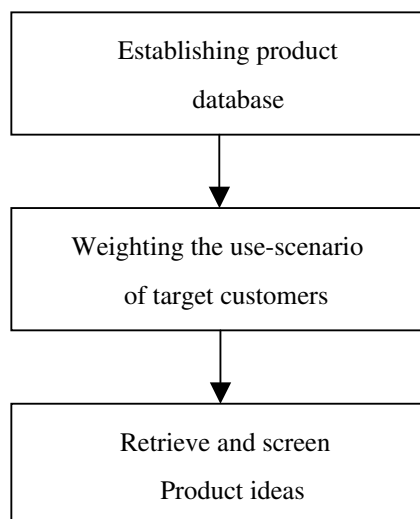 Establishing product
database
Weighting the use-scenario
of target customers
Retrieve and screen
Product ideas